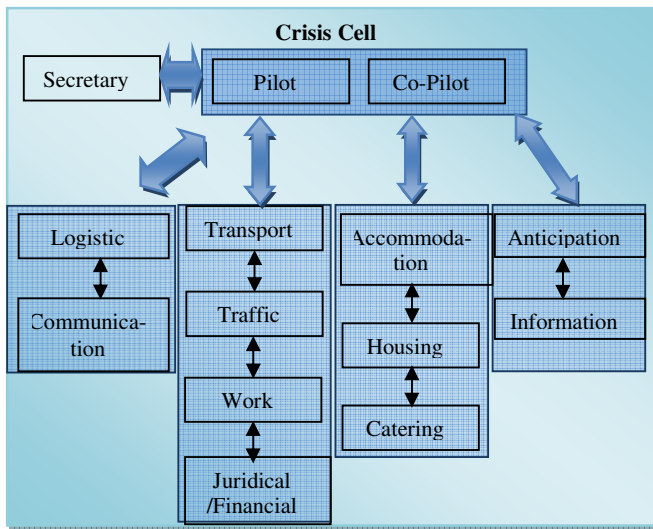 Crisis Cell
Secretary
Pilot
Co-Pilot
Logistic
Communica-
tion
Transport
Traffic
Work
Juridical
/Financial
Accommoda-
tion
Housing
Catering
Anticipation
Information